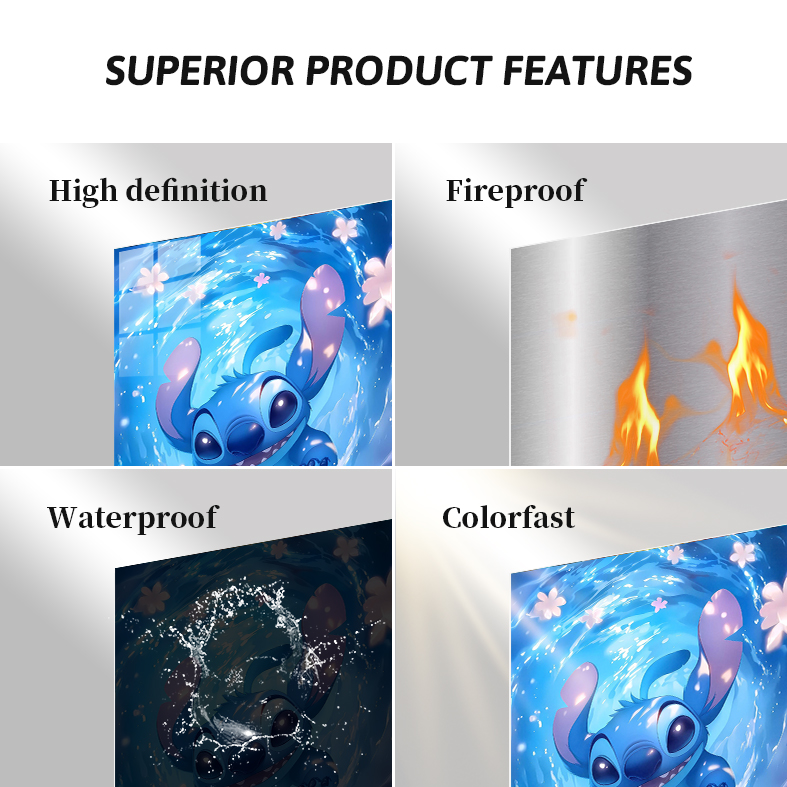 SUPERIOR PRODUCT FEATURES
High definition
Fireproof
Waterproof
Colorfast